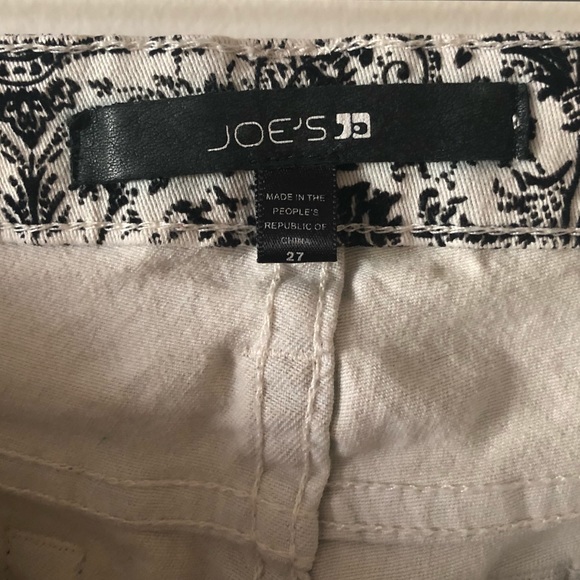 JOE'S
MADE IN THE
PEOPLE'S
REPUBLIC OF
CHINA
27